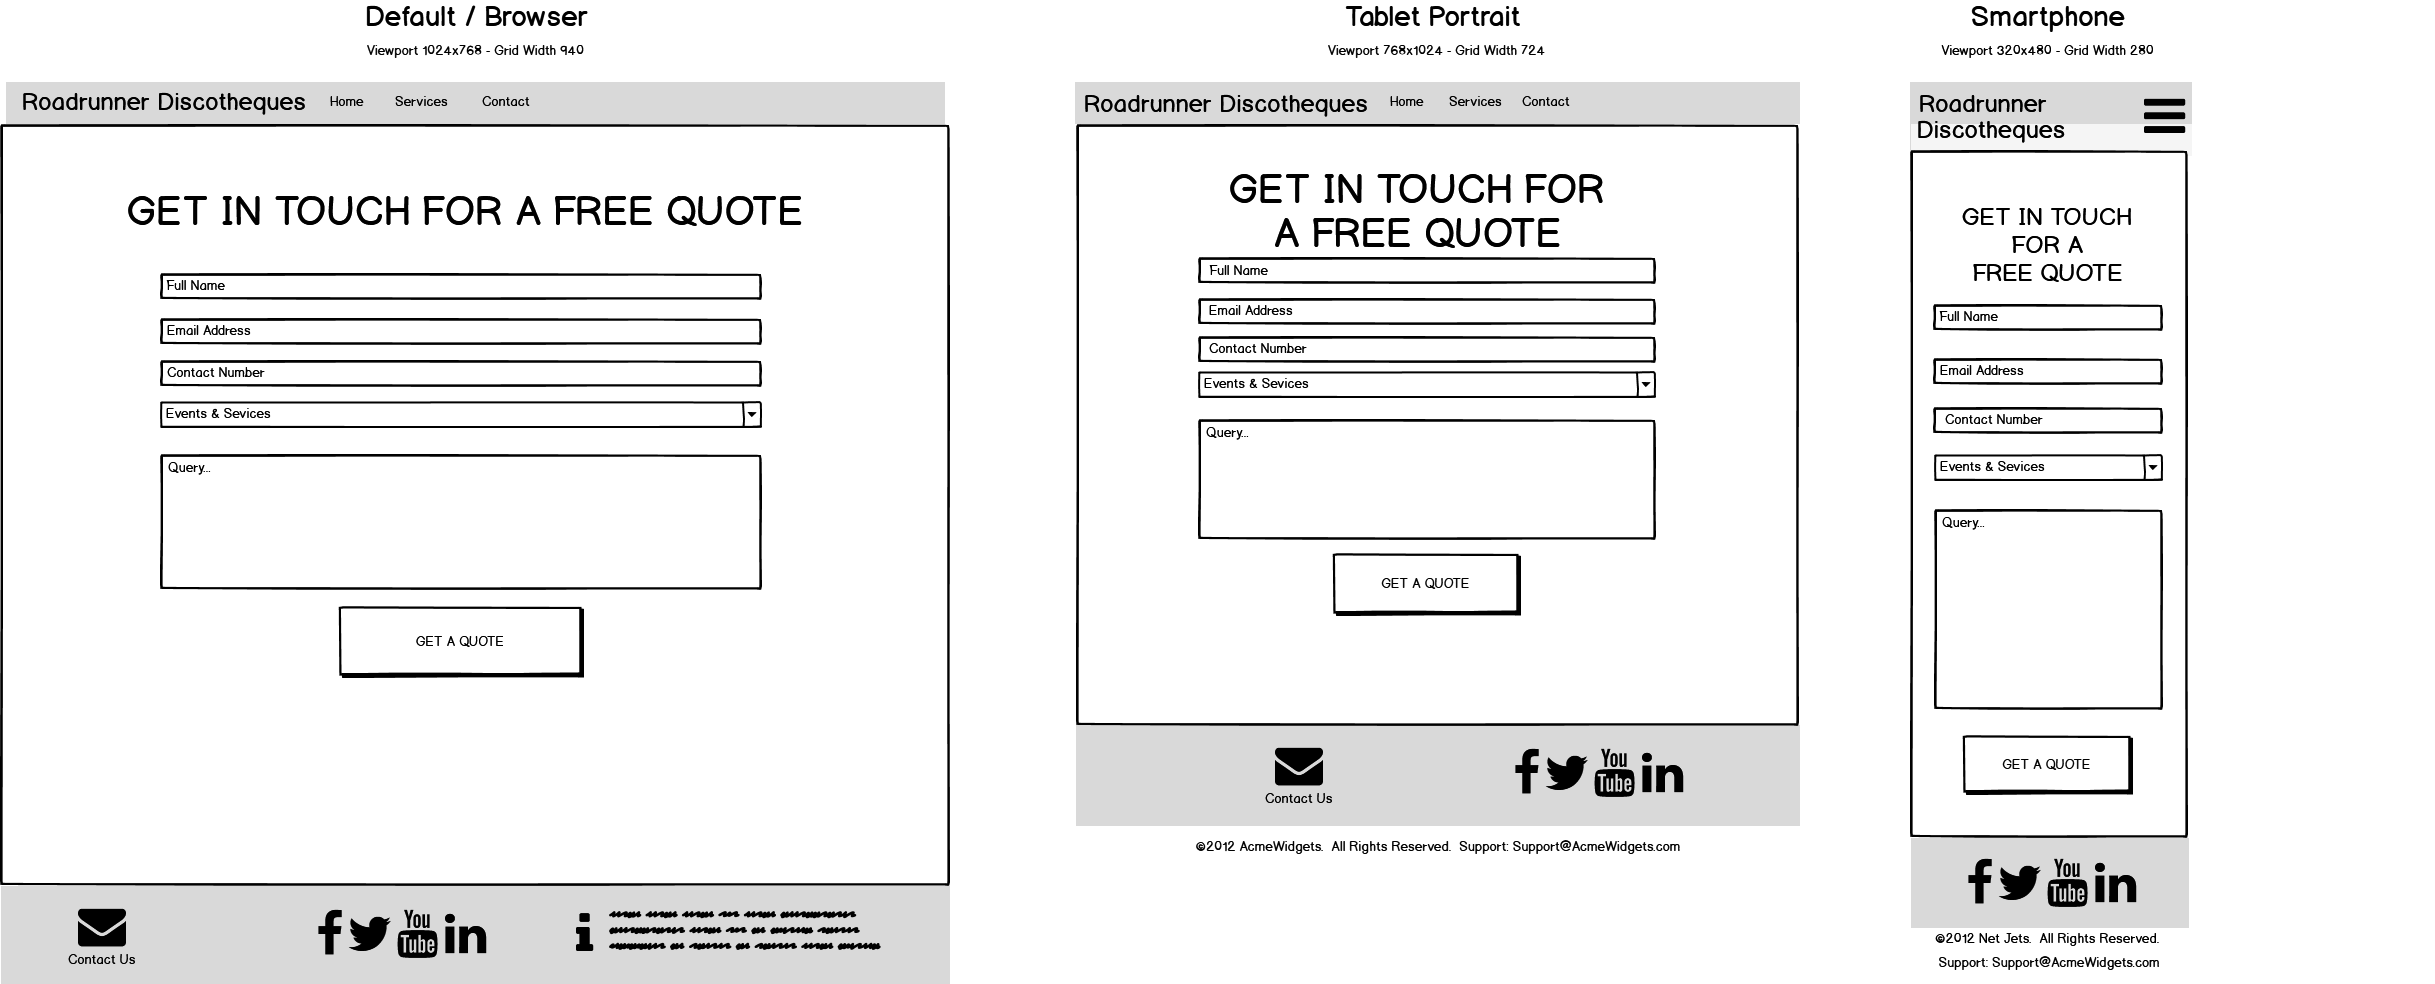 Default / Browser
Viewport 1024x768 - Grid Width 940
Roadrunner Discotheques Home Services Contact
GET IN TOUCH FOR A FREE QUOTE
Full Name
Email Address
Contact Number
Events & Sevices
Query...
GET A QUOTE
Contact Us
You
Tube
in
Tablet Portrait
Viewport 768x1024 - Grid Width 724
Roadrunner Discotheques Home Services Contact
GET IN TOUCH FOR
A FREE QUOTE
Full Name
Email Address
Contact Number
Events & Sevices
Query...
GET A QUOTE
Contact Us
You
Tube
in
©2012 AcmeWidgets. All Rights Reserved. Support: Support@AcmeWidgets.com
Smartphone
Viewport 320x480 - Grid Width 280
Roadrunner
Discotheques
GET IN TOUCH
FOR A
FREE QUOTE
Full Name
Email Address
Contact Number
Events & Sevices
Query...
GET A QUOTE
You
Tube
in
©2012 Net Jets. All Rights Reserved.
Support: Support@AcmeWidgets.com